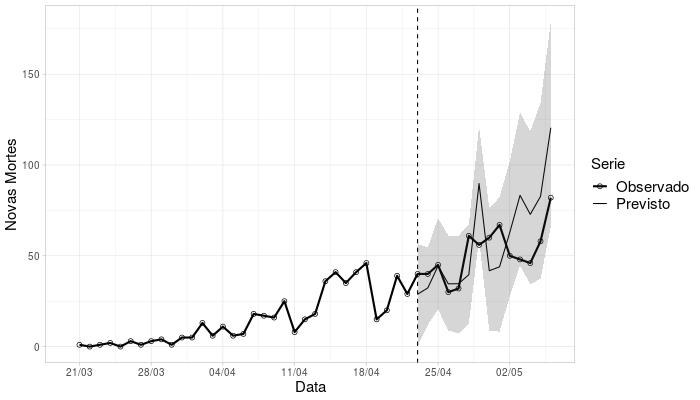 150
100
50
0
Novas Mortes
21/03
28/03
04/04
11/04
18/04
25/04
02/05
Data
Serie
Observado
Previsto